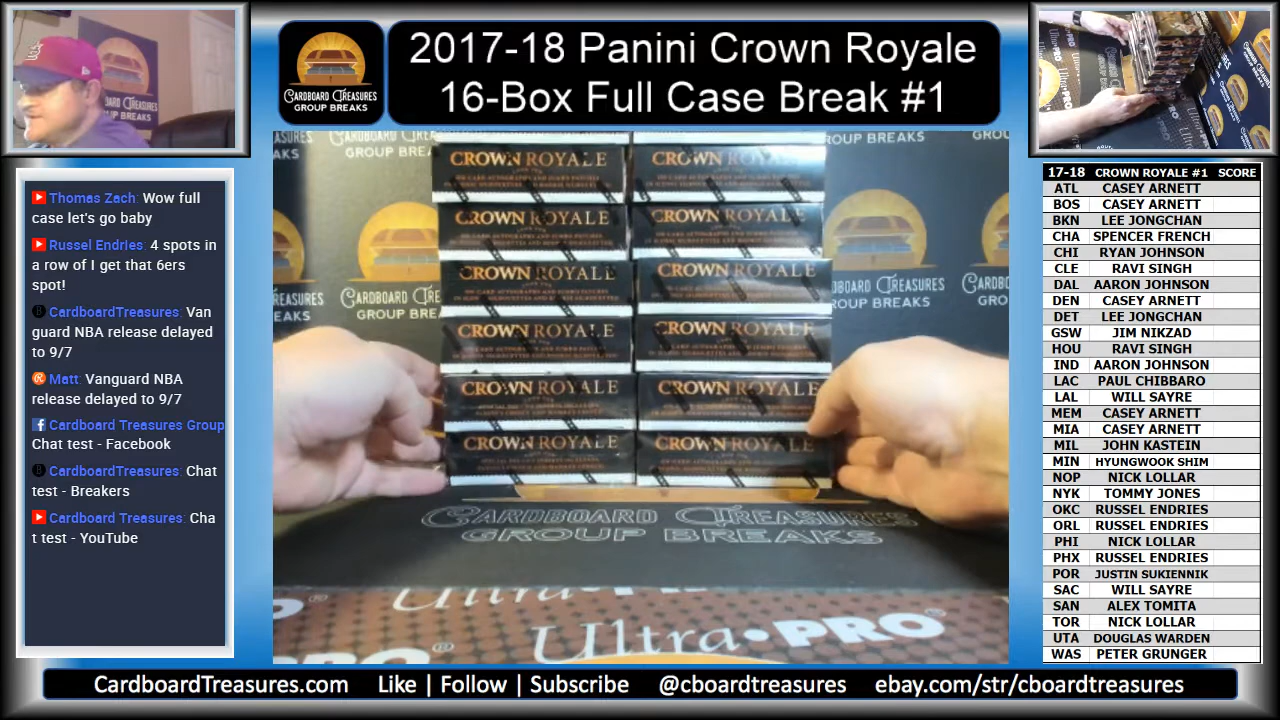 2017-18 Panini Crown Royale
16-Box Full Case Break #1
CARDBOARD TREASURES
GROUP BREAKS
Thomas Zach: Wow full
case let's go baby
Russel Endries: 4 spots in
a row of I get that 6ers
spot!
CardboardTreasures: Van
guard NBA release delayed
to 9/7
Matt: Vanguard NBA
release delayed to 9/7
Cardboard Treasures Group
Chat test - Facebook
CardboardTreasures: Chat
test - Breakers
Cardboard Treasures: Cha
t test - YouTube
CROWN ROYALE
CROWN ROYALE
CROWN ROYALE
CROWN ROYALE
CROWN ROYALE
CROWN ROYALE
CROWN ROYALE
CROWN ROYALE
CROWN ROYALE
CROWN ROYALE
CROWN ROYALE
CROWN ROYALE
CARDBOARD TREASURES
GROUP BREAKS
Ultra•PRO
17-18 CROWN ROYALE #1 SCORE
ATL CASEY ARNETT
BOS CASEY ARNETT
BKN LEE JONGCHAN
CHA SPENCER FRENCH
CHI RYAN JOHNSON
CLE RAVI SINGH
DAL AARON JOHNSON
DEN CASEY ARNETT
DET LEE JONGCHAN
GSW JIM NIKZAD
HOU RAVI SINGH
IND AARON JOHNSON
LAC PAUL CHIBBARO
LAL WILL SAYRE
MEM CASEY ARNETT
MIA CASEY ARNETT
MIL JOHN KASTEIN
MIN HYUNGWOOK SHIM
NOP NICK LOLLAR
NYK TOMMY JONES
OKC RUSSEL ENDRIES
ORL RUSSEL ENDRIES
PHI NICK LOLLAR
PHX RUSSEL ENDRIES
POR JUSTIN SUKIENNIK
SAC WILL SAYRE
SAN ALEX TOMITA
TOR NICK LOLLAR
UTA DOUGLAS WARDEN
WAS PETER GRUNGER
CardboardTreasures.com Like | Follow | Subscribe @cboardtreasures ebay.com/str/cboardtreasures